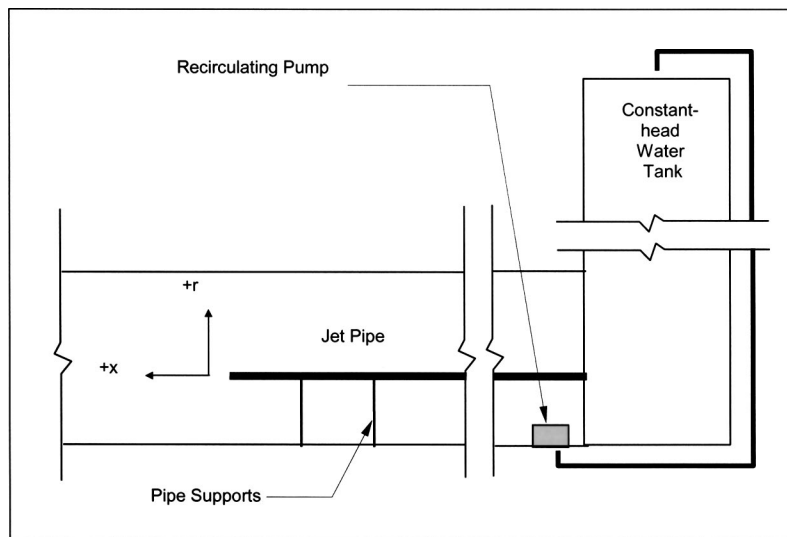 Recirculating Pump
Constant-
head
Water
Tank
+r
Jet Pipe
+x
Pipe Supports